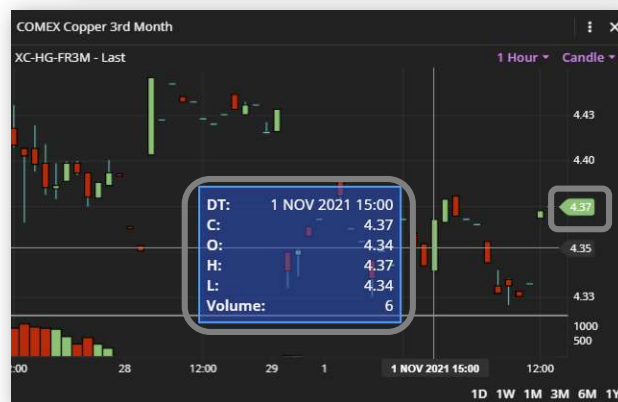 COMEX Copper 3rd Month
XC-HG-FR3M - Last
1 Hour
Candle
4.43
4.40
4.37
4.35
4.33
1000
500
DT: 1 NOV 2021 15:00
C: 4.37
O: 4.34
H: 4.37
L: 4.34
Volume: 6
:00 28 12:00 29 1 1 NOV 2021 15:00 12:00
1D 1W 1M 3M 6M 1Y